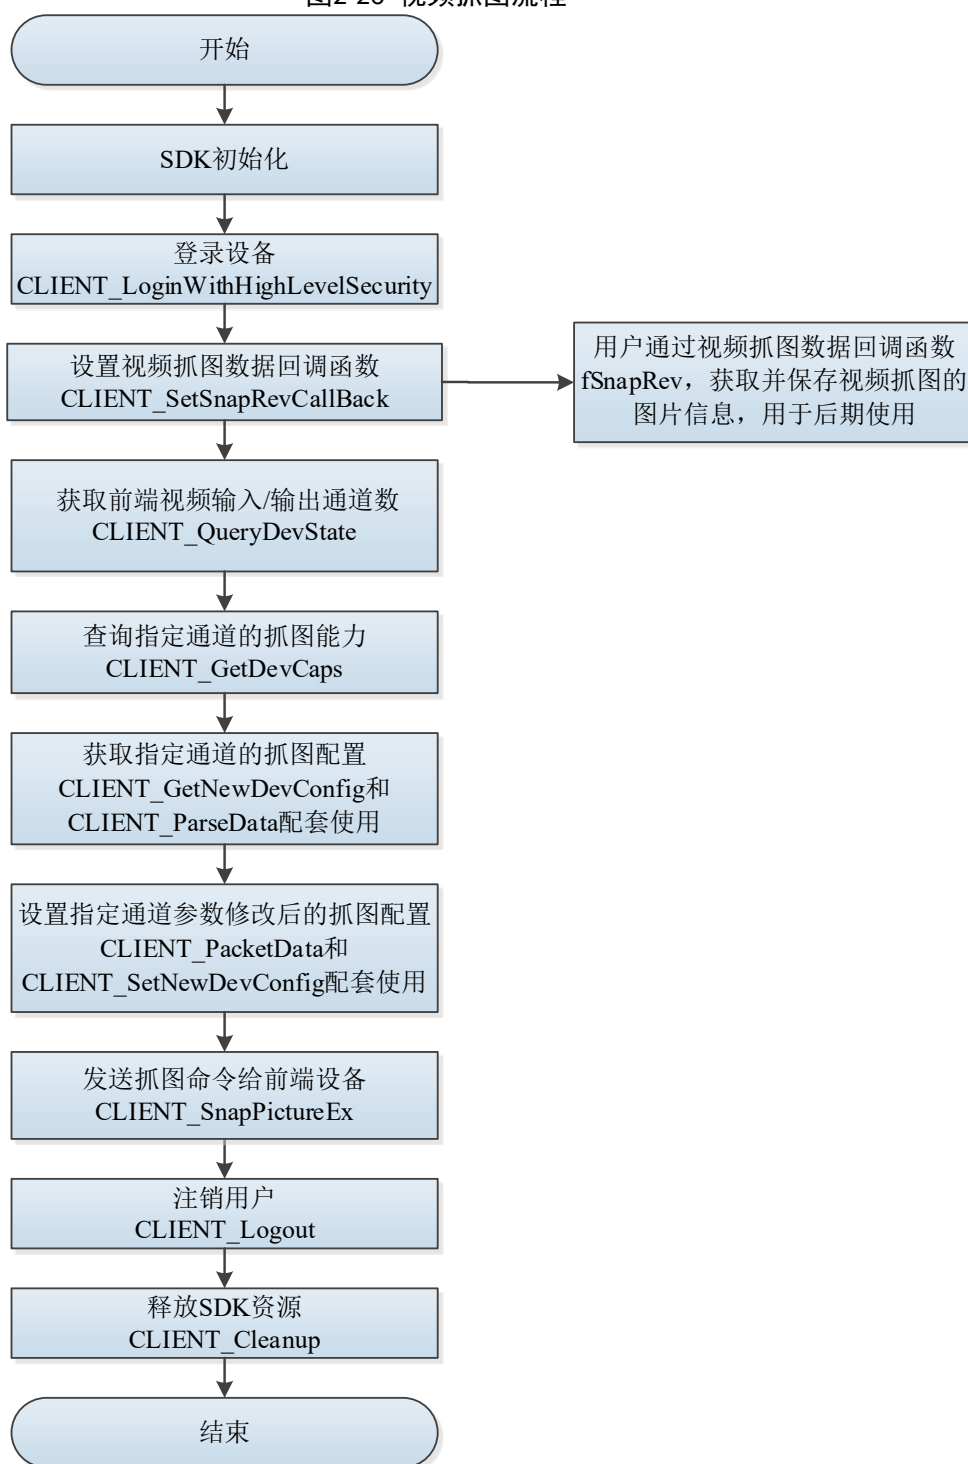 开始
SDK初始化
登录设备
CLIENT_LoginWithHighLevelSecurity
设置视频抓图数据回调函数
CLIENT_SetSnapRevCallBack
用户通过视频抓图数据回调函数
fSnapRev，获取并保存视频抓图的
图片信息，用于后期使用
获取前端视频输入/输出通道数
CLIENT_QueryDevState
查询指定通道的抓图能力
CLIENT_GetDevCaps
获取指定通道的抓图配置
CLIENT_GetNewDevConfig和
CLIENT_ParseData配套使用
设置指定通道参数修改后的抓图配置
CLIENT_PacketData和
CLIENT_SetNewDevConfig配套使用
发送抓图命令给前端设备
CLIENT_SnapPictureEx
注销用户
CLIENT_Logout
释放SDK资源
CLIENT_Cleanup
结束